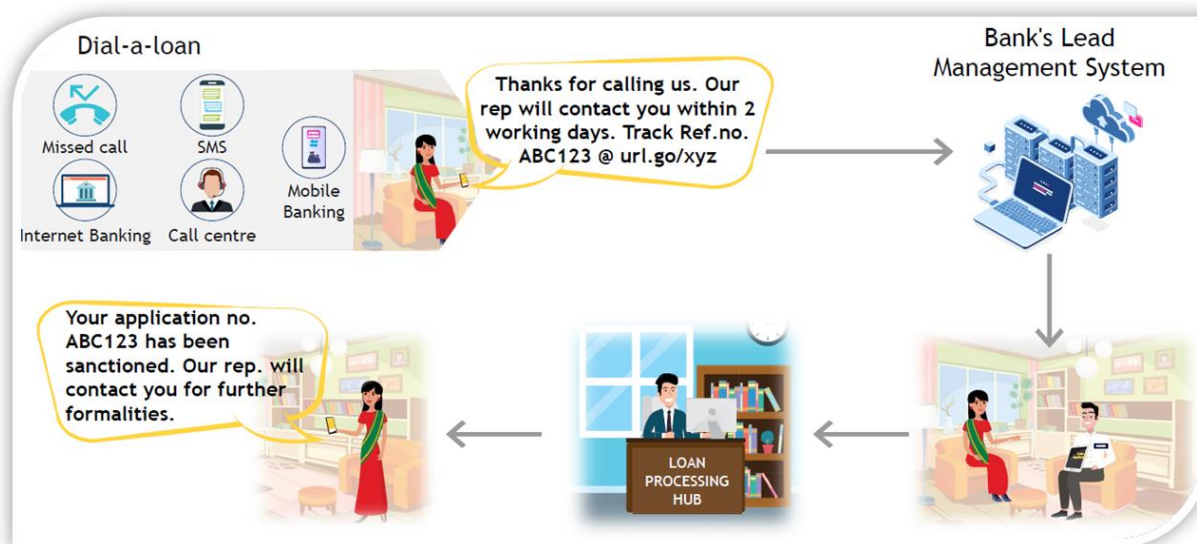 Dial-a-loan
Missed call
SMS
Mobile
Banking
Internet Banking
Call centre
Thanks for calling us. Our
rep will contact you within 2
working days. Track Ref.no.
ABC123 @ url.go/xyz
Bank's Lead
Management System
Your application no.
ABC123 has been
sanctioned. Our rep. will
contact you for further
formalities.
LOAN
PROCESSING
HUB